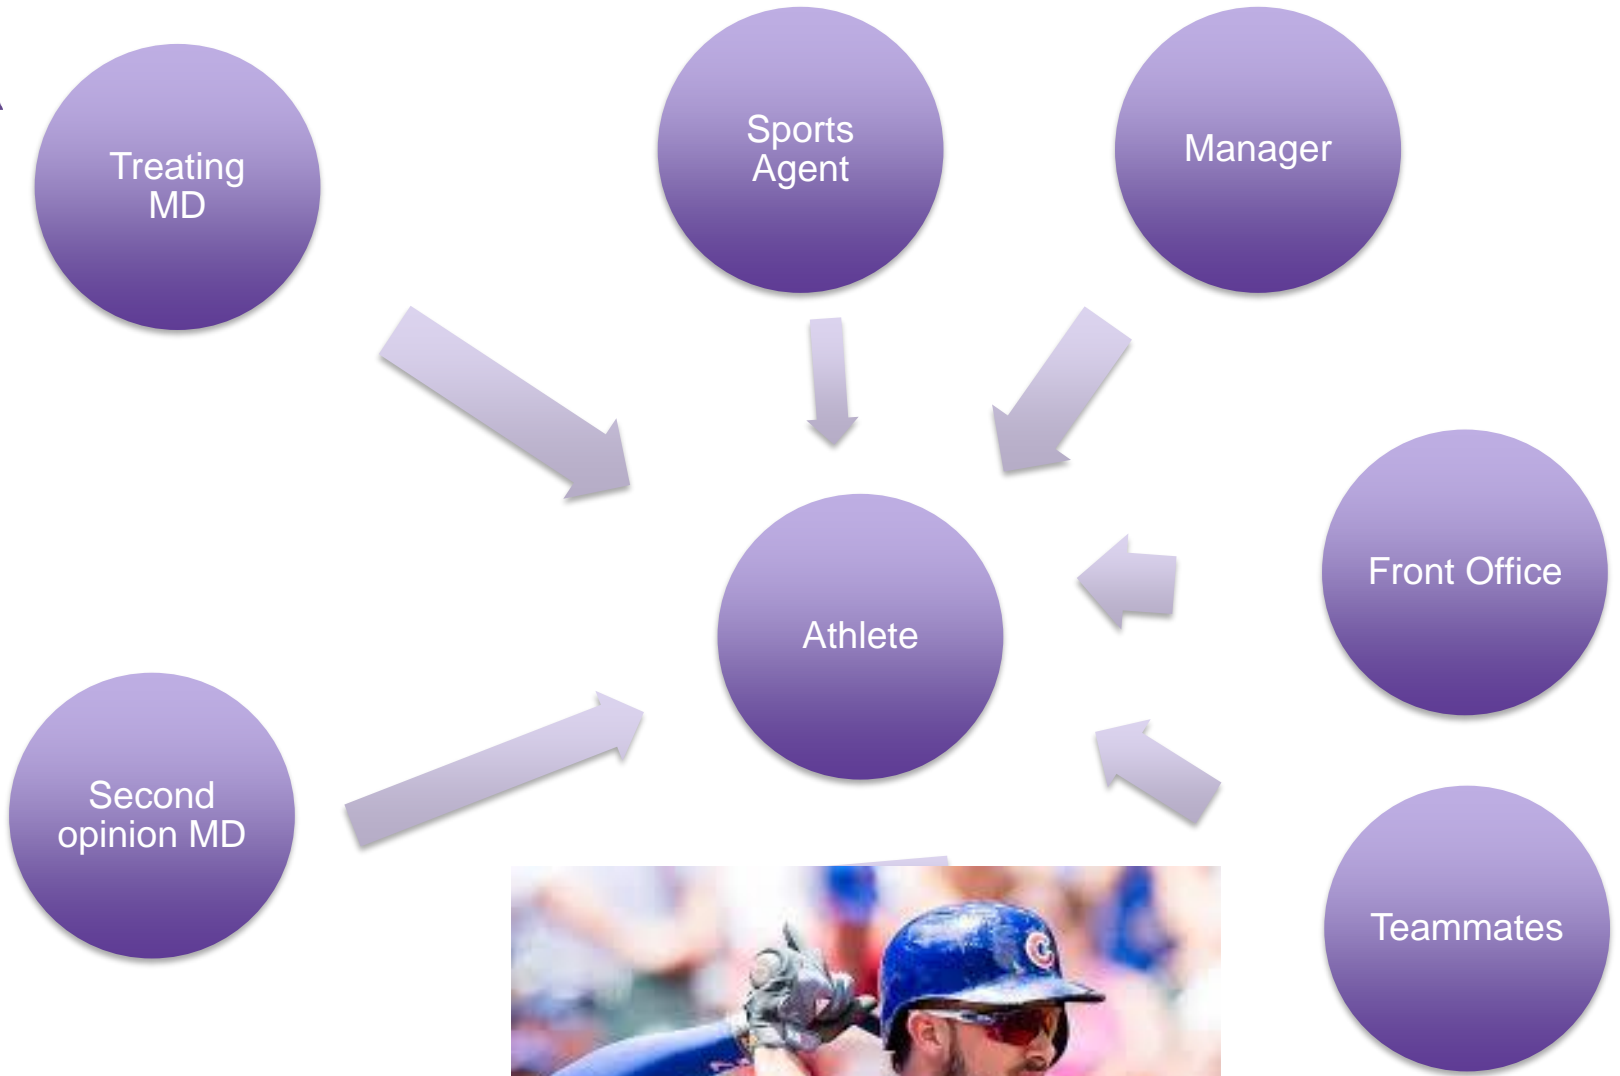 Treating
MD
Sports
Agent
Manager
Front Office
Athlete
Second
opinion MD
Teammates
C